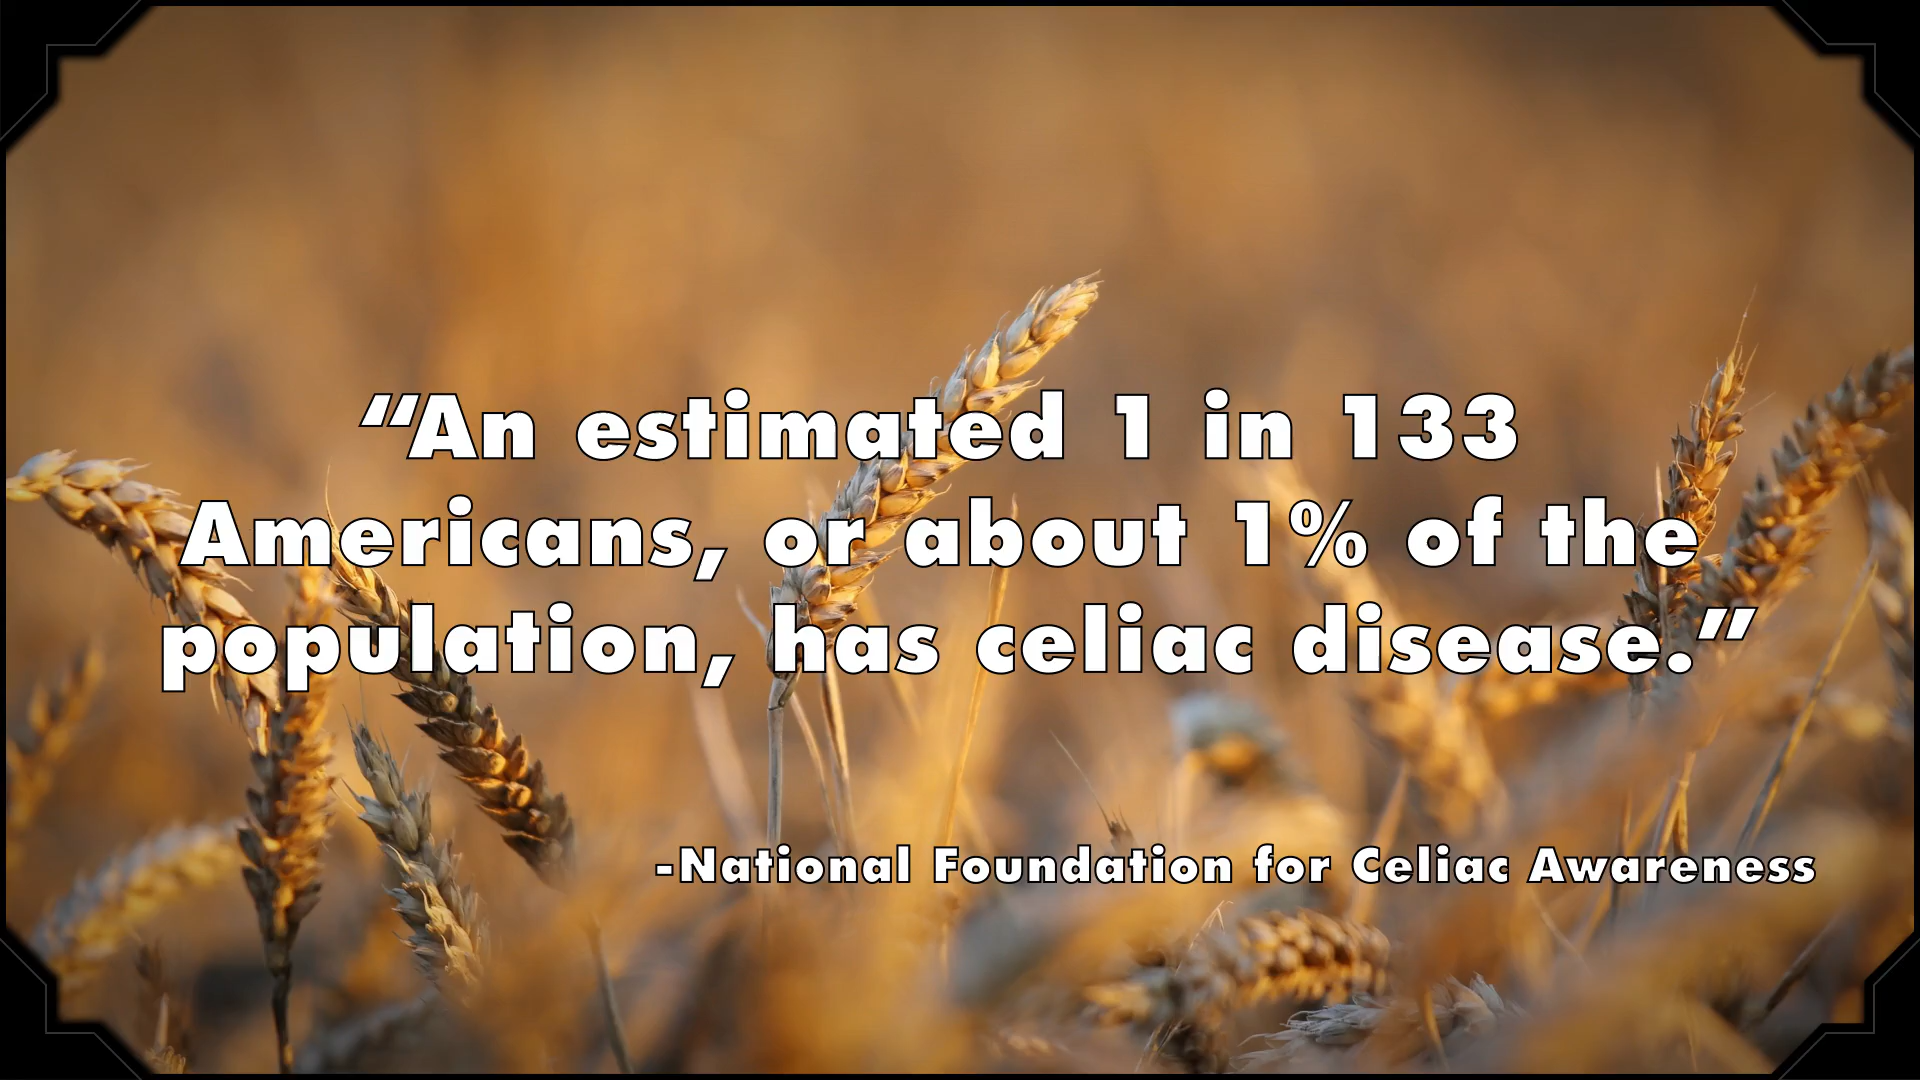 “An estimated 1 in 133
Americans, or about 1% of the
population, has celiac disease.”
-National Foundation for Celiac Awareness